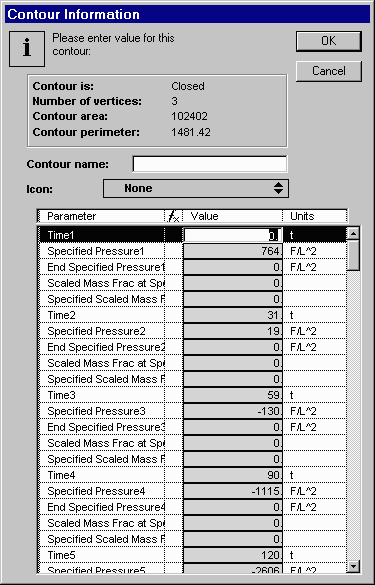 Contour Information
i
Please enter value for this
contour:
OK
Cancel
Contour is: Closed
Number of vertices: 3
Contour area: 102402
Contour perimeter: 1481.42
Contour name:
Icon: None
Parameter fx Value Units
Time1 0. t
Specified Pressure1 764. F/L^2
End Specified Pressure1 0. F/L^2
Scaled Mass Frac at Spe 0.
Specified Scaled Mass F 0.
Time2 31. t
Specified Pressure2 19. F/L^2
End Specified Pressure2 0. F/L^2
Scaled Mass Frac at Spe 0.
Specified Scaled Mass F 0.
Time3 59. t
Specified Pressure3 -130. F/L^2
End Specified Pressure3 0. F/L^2
Scaled Mass Frac at Spe 0.
Specified Scaled Mass F 0.
Time4 90. t
Specified Pressure4 -1115. F/L^2
End Specified Pressure4 0. F/L^2
Scaled Mass Frac at Spe 0.
Specified Scaled Mass F 0.
Time5 120. t
Specified Pressure5 -2606. F/L^2